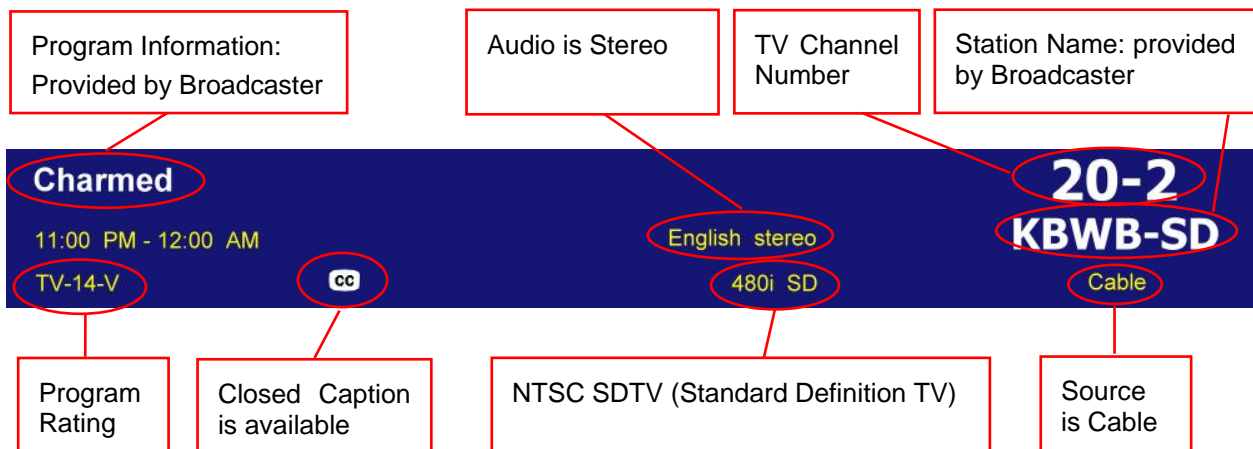 Program Information:
Provided by Broadcaster
Audio is Stereo
TV Channel
Number
Station Name: provided
by Broadcaster
Charmed
20-2
KBWB-SD
11:00 PM - 12:00 AM
English stereo
TV-14-V
CC
480i SD
Cable
Program
Rating
Closed Caption
is available
NTSC SDTV (Standard Definition TV)
Source
is Cable